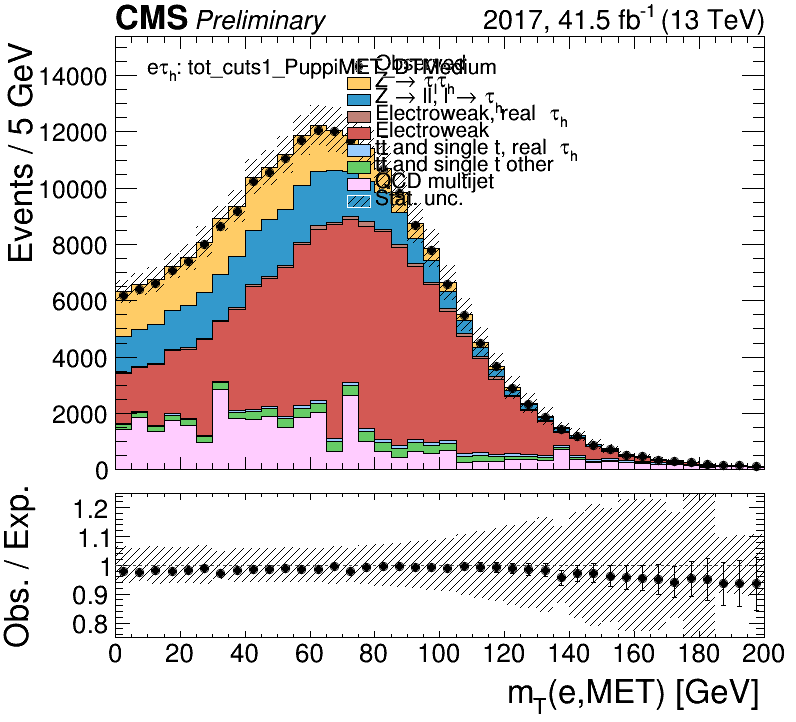 CMS Preliminary 2017, 41.5 fb⁻¹ (13 TeV)
eτh: tot_cuts1_PuppiMET_DTMedium
Observed
Z → τlτh
Z → ll, l → τh
Electroweak, real τh
Electroweak
tt and single t, real τh
tt and single t other
QCD multijet
Stat. unc.
Events / 5 GeV
14000
12000
10000
8000
6000
4000
2000
0
Obs. / Exp.
1.2
1.1
1
0.9
0.8
0 20 40 60 80 100 120 140 160 180 200
mT(e,MET) [GeV]